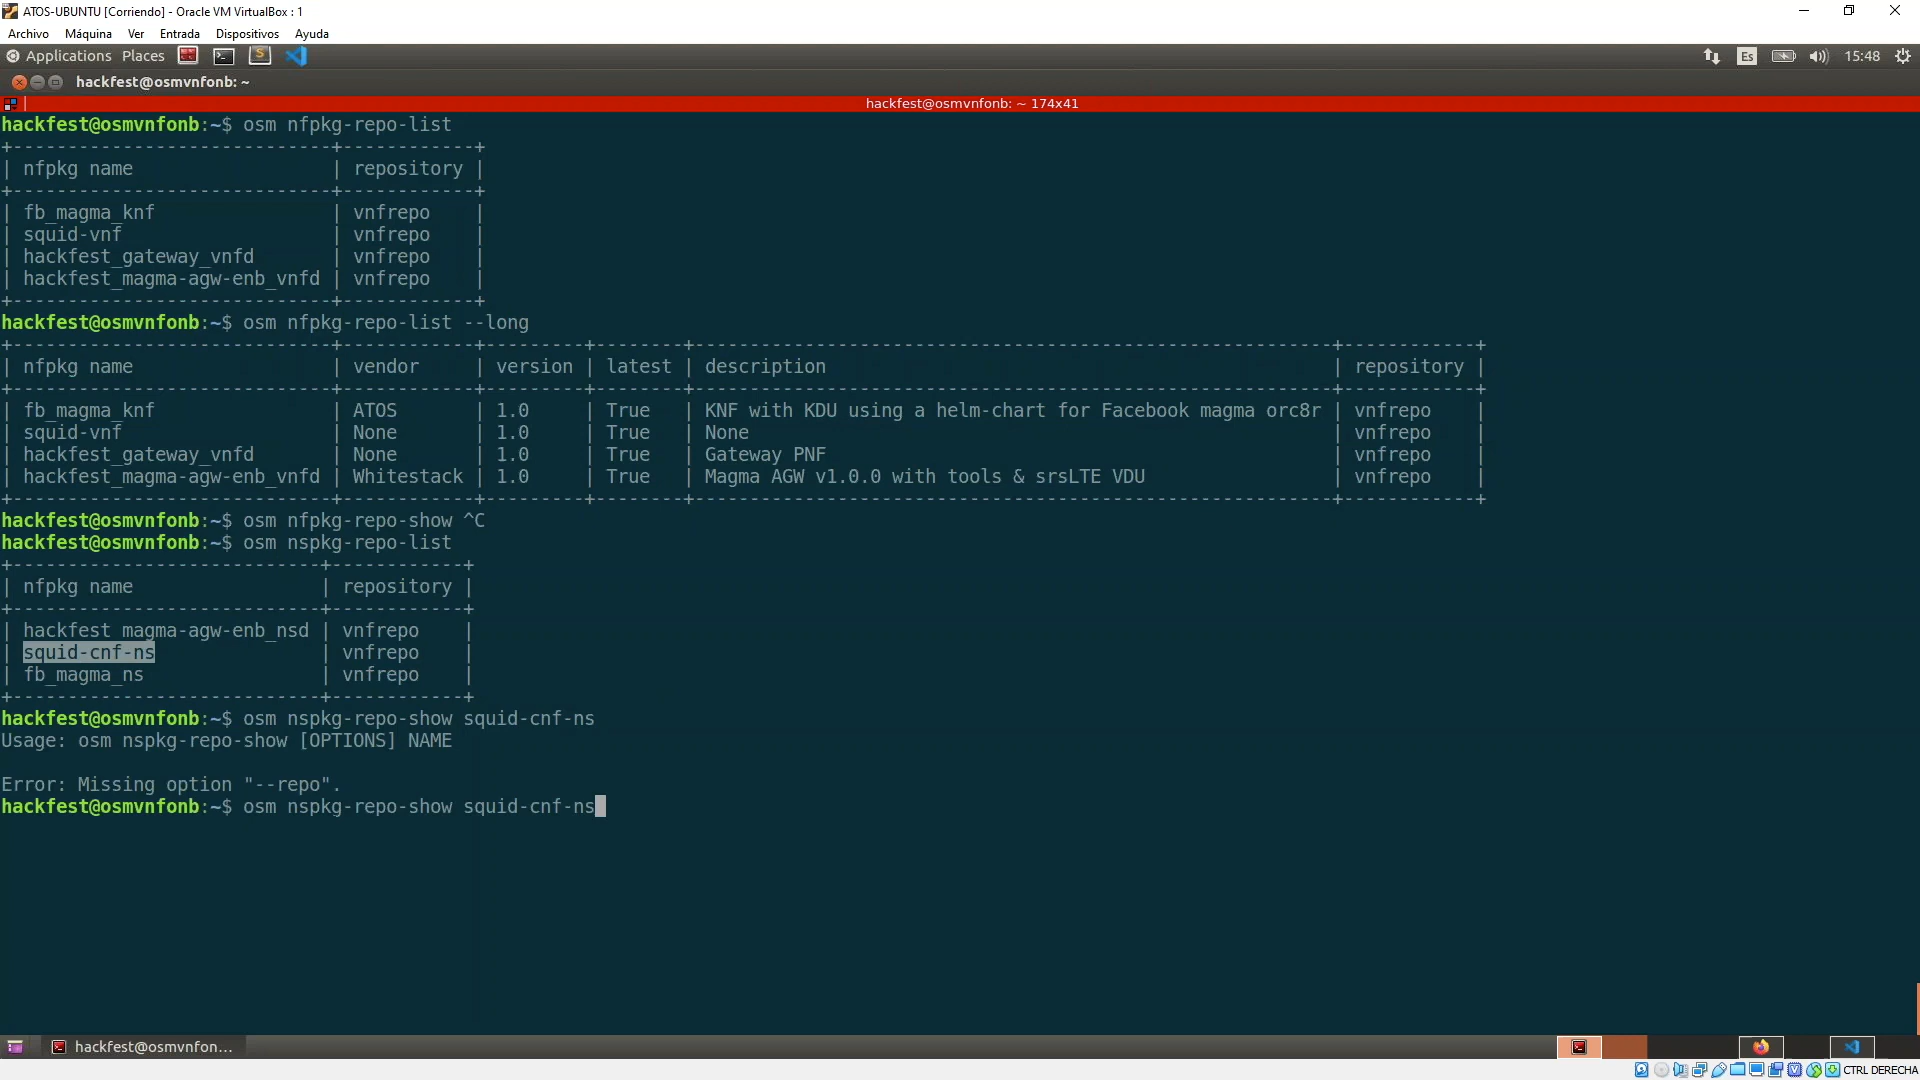 ATOS-UBUNTU [Corriendo] - Oracle VM VirtualBox : 1
Archivo Máquina Ver Entrada Dispositivos Ayuda
Applications Places Es 15:48
hackfest@osmvnfonb: ~
hackfest@osmvnfonb: ~ 174x41
hackfest@osmvnfonb:~$ osm nfpkg-repo-list
+-----------------------------+------------+
| nfpkg name                  | repository |
+-----------------------------+------------+
| fb_magma_knf                | vnfrepo    |
| squid-vnf                   | vnfrepo    |
| hackfest_gateway_vnfd       | vnfrepo    |
| hackfest_magma-agw-enb_vnfd | vnfrepo    |
+-----------------------------+------------+
hackfest@osmvnfonb:~$ osm nfpkg-repo-list --long
+-----------------------------+------------+---------+--------+----------------------------------------------------------+------------+
| nfpkg name                  | vendor     | version | latest | description                                              | repository |
+-----------------------------+------------+---------+--------+----------------------------------------------------------+------------+
| fb_magma_knf                | ATOS       | 1.0     | True   | KNF with KDU using a helm-chart for Facebook magma orc8r | vnfrepo    |
| squid-vnf                   | None       | 1.0     | True   | None                                                     | vnfrepo    |
| hackfest_gateway_vnfd       | None       | 1.0     | True   | Gateway PNF                                              | vnfrepo    |
| hackfest_magma-agw-enb_vnfd | Whitestack | 1.0     | True   | Magma AGW v1.0.0 with tools & srsLTE VDU                 | vnfrepo    |
+-----------------------------+------------+---------+--------+----------------------------------------------------------+------------+
hackfest@osmvnfonb:~$ osm nfpkg-repo-show ^C
hackfest@osmvnfonb:~$ osm nspkg-repo-list
+----------------------------+------------+
| nfpkg name                 | repository |
+----------------------------+------------+
| hackfest_magma-agw-enb_nsd | vnfrepo    |
| squid-cnf-ns               | vnfrepo    |
| fb_magma_ns                | vnfrepo    |
+----------------------------+------------+
hackfest@osmvnfonb:~$ osm nspkg-repo-show squid-cnf-ns
Usage: osm nspkg-repo-show [OPTIONS] NAME
Error: Missing option "--repo".
hackfest@osmvnfonb:~$ osm nspkg-repo-show squid-cnf-ns
hackfest@osmvnfon...
CTRL DERECHA